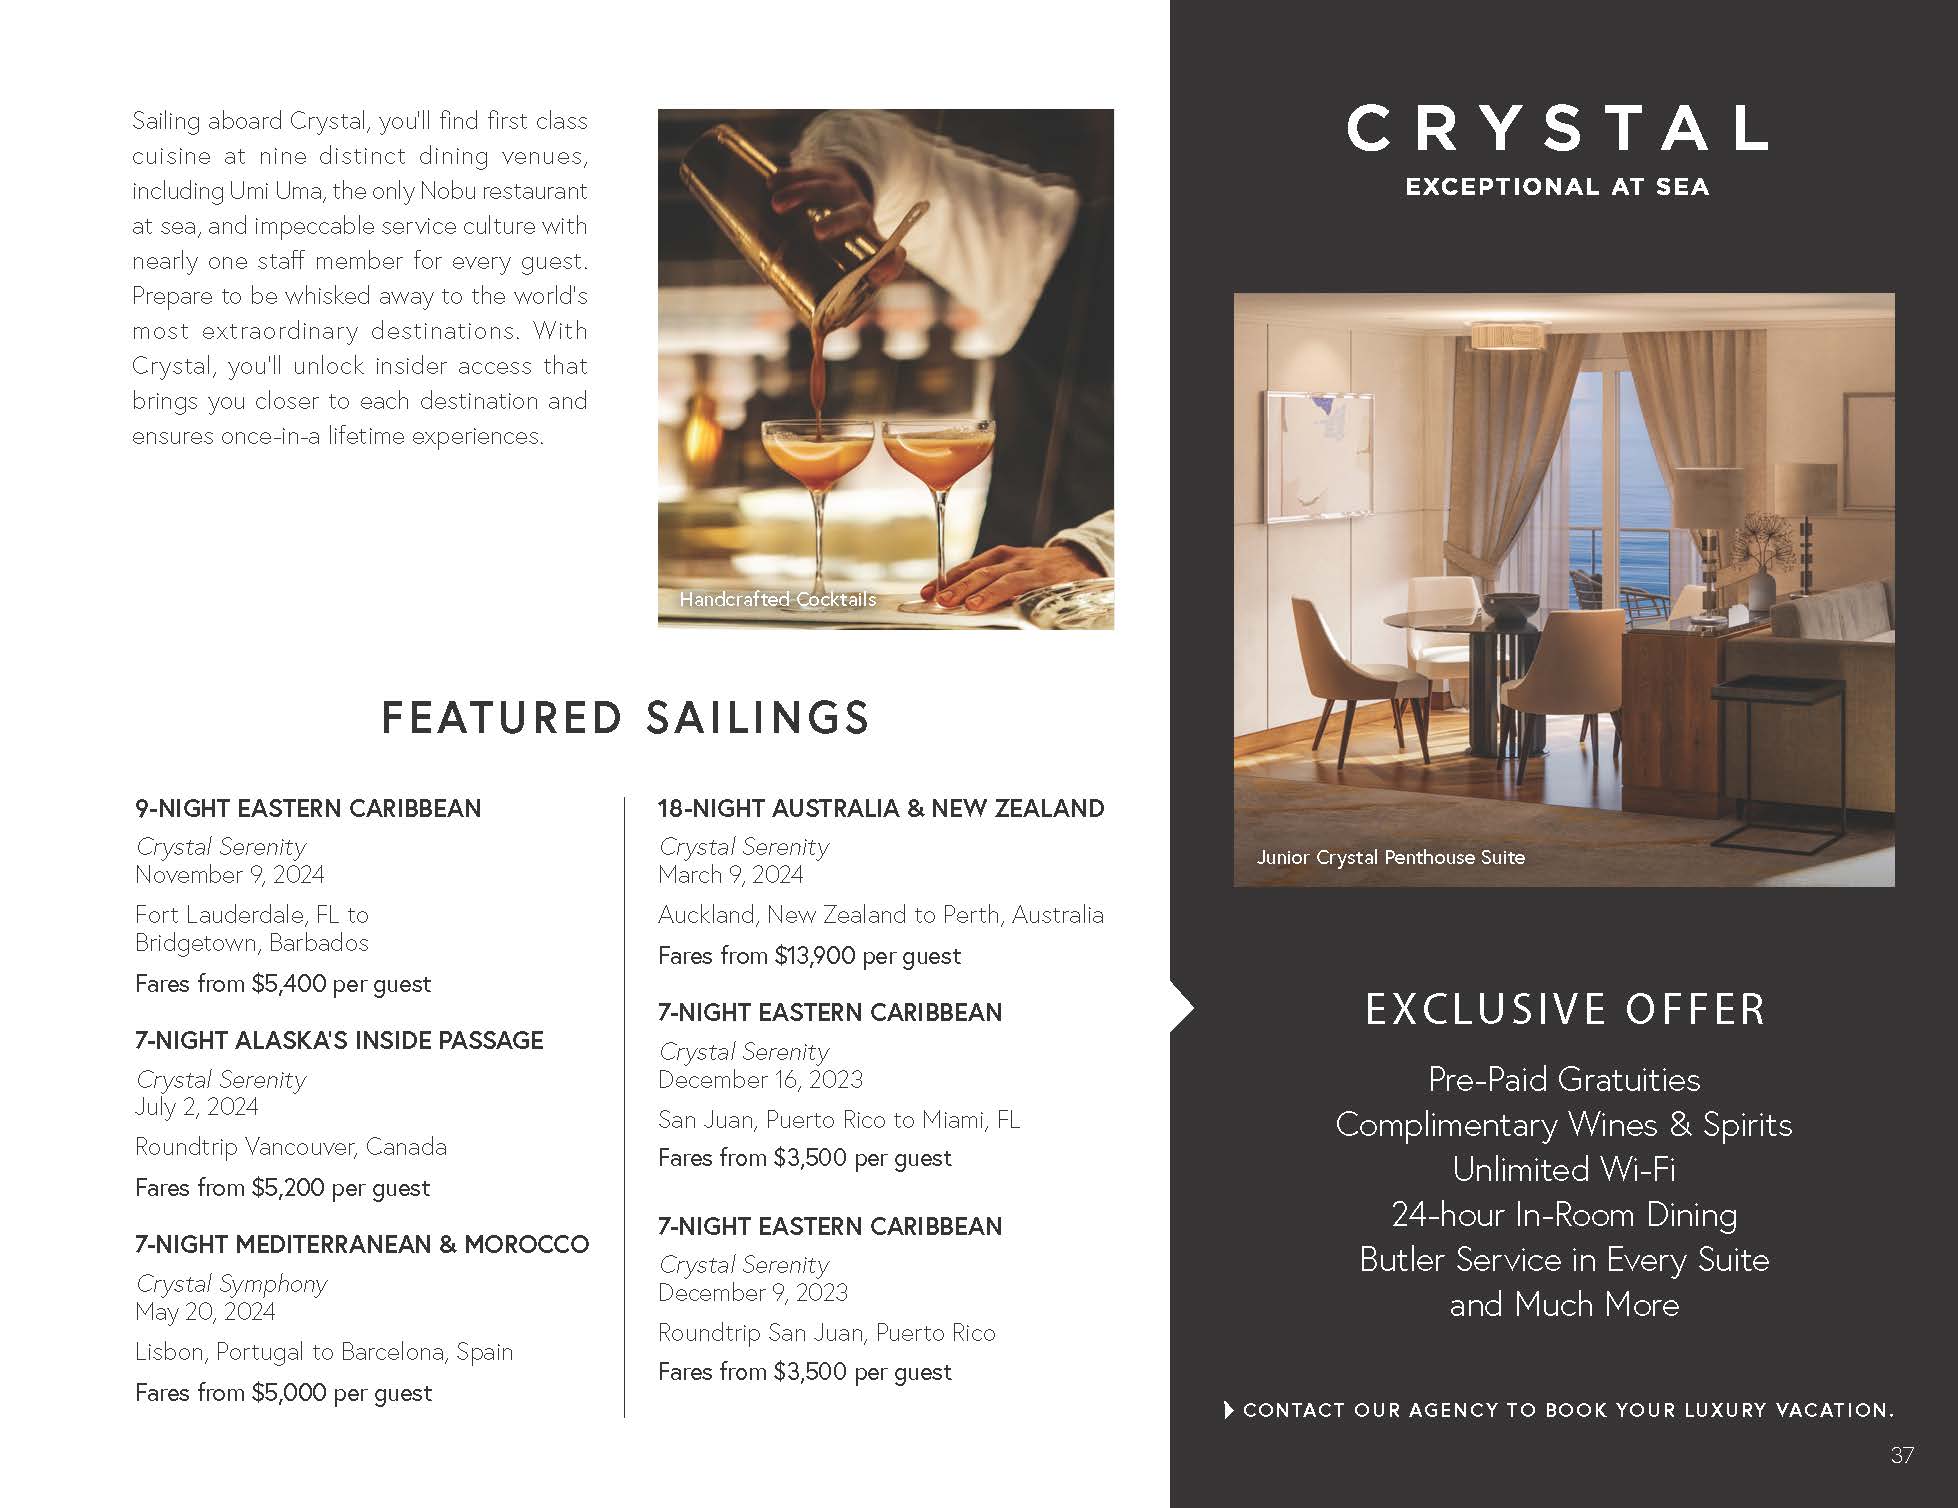 Sailing aboard Crystal, you'll find first class
cuisine at nine distinct dining venues,
including Umi Uma, the only Nobu restaurant
at sea, and impeccable service culture with
nearly one staff member for every guest.
Prepare to be whisked away to the world's
most extraordinary destinations. With
Crystal, you'll unlock insider access that
brings you closer to each destination and
ensures once-in-a lifetime experiences.
Handcrafted Cocktails
FEATURED SAILINGS
9-NIGHT EASTERN CARIBBEAN
Crystal Serenity
November 9, 2024
Fort Lauderdale, FL to
Bridgetown, Barbados
Fares from $5,400 per guest
7-NIGHT ALASKA'S INSIDE PASSAGE
Crystal Serenity
July 2, 2024
Roundtrip Vancouver, Canada
Fares from $5,200 per guest
7-NIGHT MEDITERRANEAN & MOROCCO
Crystal Symphony
May 20, 2024
Lisbon, Portugal to Barcelona, Spain
Fares from $5,000 per guest
18-NIGHT AUSTRALIA & NEW ZEALAND
Crystal Serenity
March 9, 2024
Auckland, New Zealand to Perth, Australia
Fares from $13,900 per guest
7-NIGHT EASTERN CARIBBEAN
Crystal Serenity
December 16, 2023
San Juan, Puerto Rico to Miami, FL
Fares from $3,500 per guest
7-NIGHT EASTERN CARIBBEAN
Crystal Serenity
December 9, 2023
Roundtrip San Juan, Puerto Rico
Fares from $3,500 per guest
CRYSTAL
EXCEPTIONAL AT SEA
Junior Crystal Penthouse Suite
EXCLUSIVE OFFER
Pre-Paid Gratuities
Complimentary Wines & Spirits
Unlimited Wi-Fi
24-hour In-Room Dining
Butler Service in Every Suite
and Much More
CONTACT OUR AGENCY TO BOOK YOUR LUXURY VACATION.
37